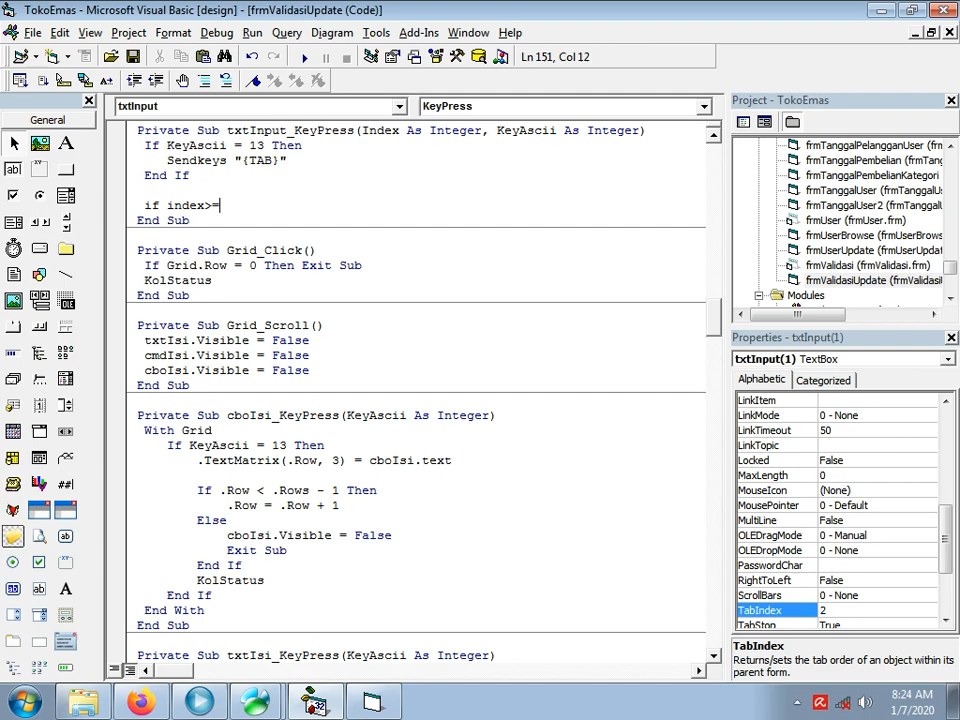 TokoEmas - Microsoft Visual Basic [design] - [frmValidasiUpdate (Code)]
File Edit View Project Format Debug Run Query Diagram Tools Add-Ins Window Help
Ln 151, Col 12
General
txtInput
KeyPress
Private Sub txtInput_KeyPress(Index As Integer, KeyAscii As Integer)
If KeyAscii = 13 Then
Sendkeys "{TAB}"
End If
if index>=
End Sub
Private Sub Grid_Click()
If Grid.Row = 0 Then Exit Sub
KolStatus
End Sub
Private Sub Grid_Scroll()
txtIsi.Visible = False
cmdIsi.Visible = False
cboIsi.Visible = False
End Sub
Private Sub cboIsi_KeyPress(KeyAscii As Integer)
With Grid
If KeyAscii = 13 Then
.TextMatrix(.Row, 3) = cboIsi.text
If .Row < .Rows - 1 Then
.Row = .Row + 1
Else
cboIsi.Visible = False
Exit Sub
End If
KolStatus
End If
End With
End Sub
Private Sub txtIsi_KeyPress(KeyAscii As Integer)
Project - TokoEmas
frmTanggalPelangganUser (fr
frmTanggalPembelian (frmTan
frmTanggalPembelianKategori
frmTanggalUser (frmTanggalU
frmTanggalUser2 (frmTanggal
frmUser (frmUser.frm)
frmUserBrowse (frmUserBrows
frmUserUpdate (frmUserUpdat
frmValidasi (frmValidasi.frm)
frmValidasiUpdate (frmValidasi
Modules
Properties - txtInput(1)
txtInput(1) TextBox
Alphabetic Categorized
LinkItem
LinkMode 0 - None
LinkTimeout 50
LinkTopic
Locked False
MaxLength 0
MouseIcon (None)
MousePointer 0 - Default
MultiLine False
OLEDragMode 0 - Manual
OLEDropMode 0 - None
PasswordChar
RightToLeft False
ScrollBars 0 - None
TabIndex 2
TabStop True
TabIndex
Returns/sets the tab order of an object within its
parent form.
8:24 AM
1/7/2020